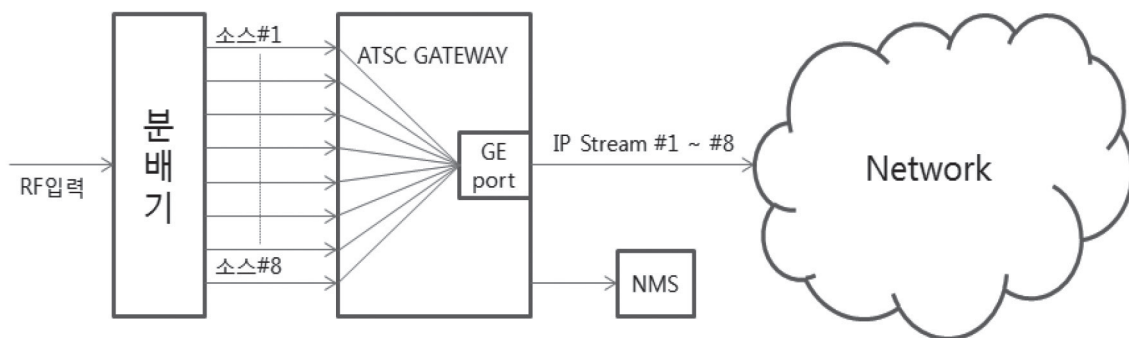 소스#1
ATSC GATEWAY
분
배
기
RF입력
GE
port
IP Stream #1 ~ #8
Network
소스#8
NMS